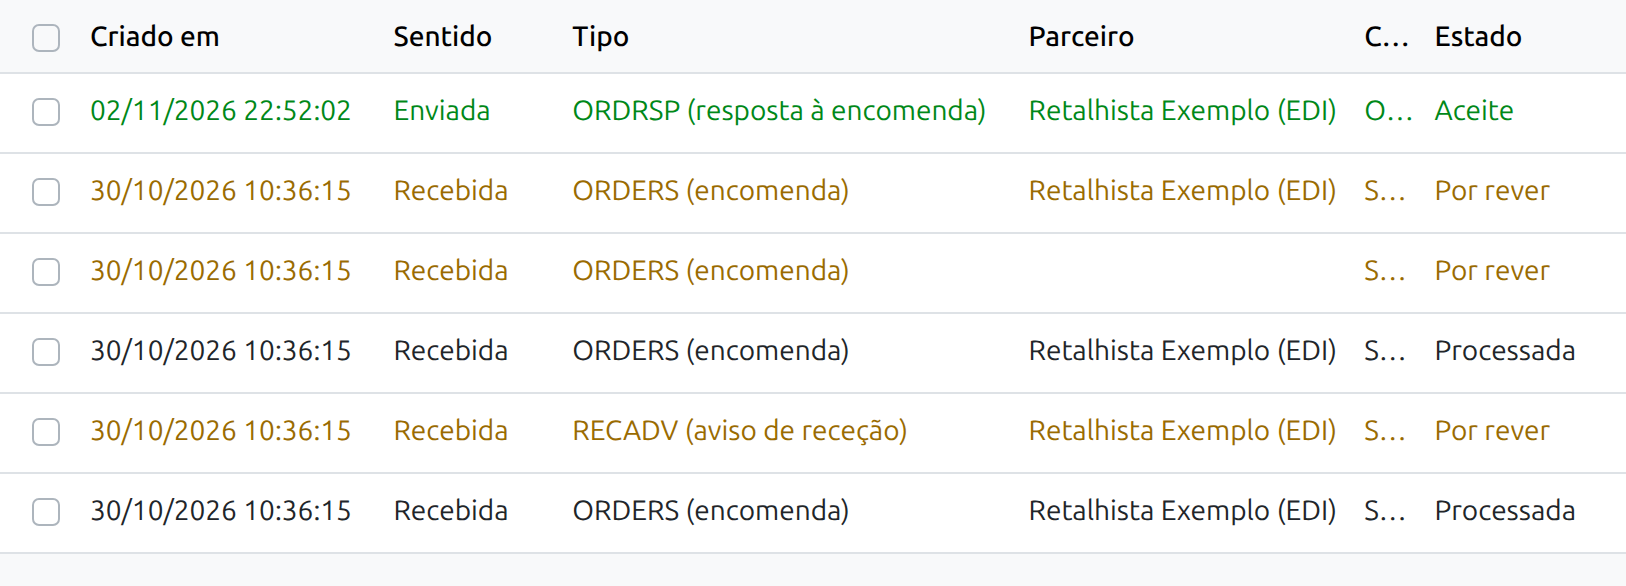 Criado em Sentido Tipo Parceiro C... Estado
02/11/2026 22:52:02 Enviada ORDRSP (resposta à encomenda) Retalhista Exemplo (EDI) O... Aceite
30/10/2026 10:36:15 Recebida ORDERS (encomenda) Retalhista Exemplo (EDI) S... Por rever
30/10/2026 10:36:15 Recebida ORDERS (encomenda) S... Por rever
30/10/2026 10:36:15 Recebida ORDERS (encomenda) Retalhista Exemplo (EDI) S... Processada
30/10/2026 10:36:15 Recebida RECADV (aviso de receção) Retalhista Exemplo (EDI) S... Por rever
30/10/2026 10:36:15 Recebida ORDERS (encomenda) Retalhista Exemplo (EDI) S... Processada